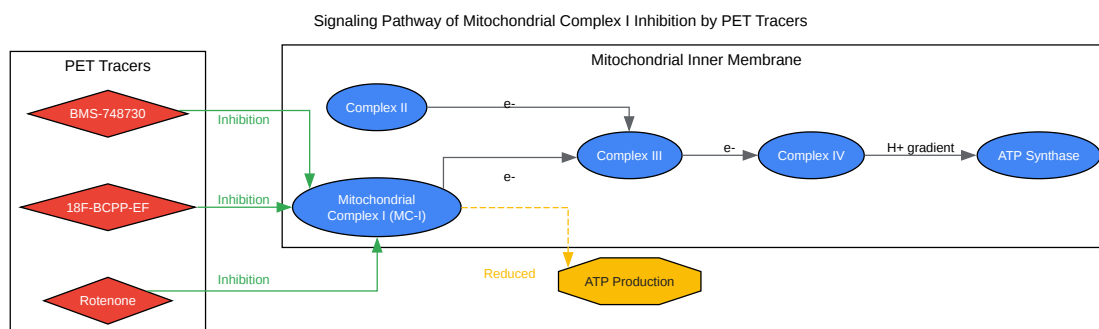 Signaling Pathway of Mitochondrial Complex I Inhibition by PET Tracers
PET Tracers
Mitochondrial Inner Membrane
BMS-748730
Inhibition
Complex II
e-
Complex III
e-
Complex IV
H+ gradient
ATP Synthase
e-
18F-BCPP-EF
Inhibition
Mitochondrial
Complex I (MC-I)
Rotenone
Inhibition
Reduced
ATP Production